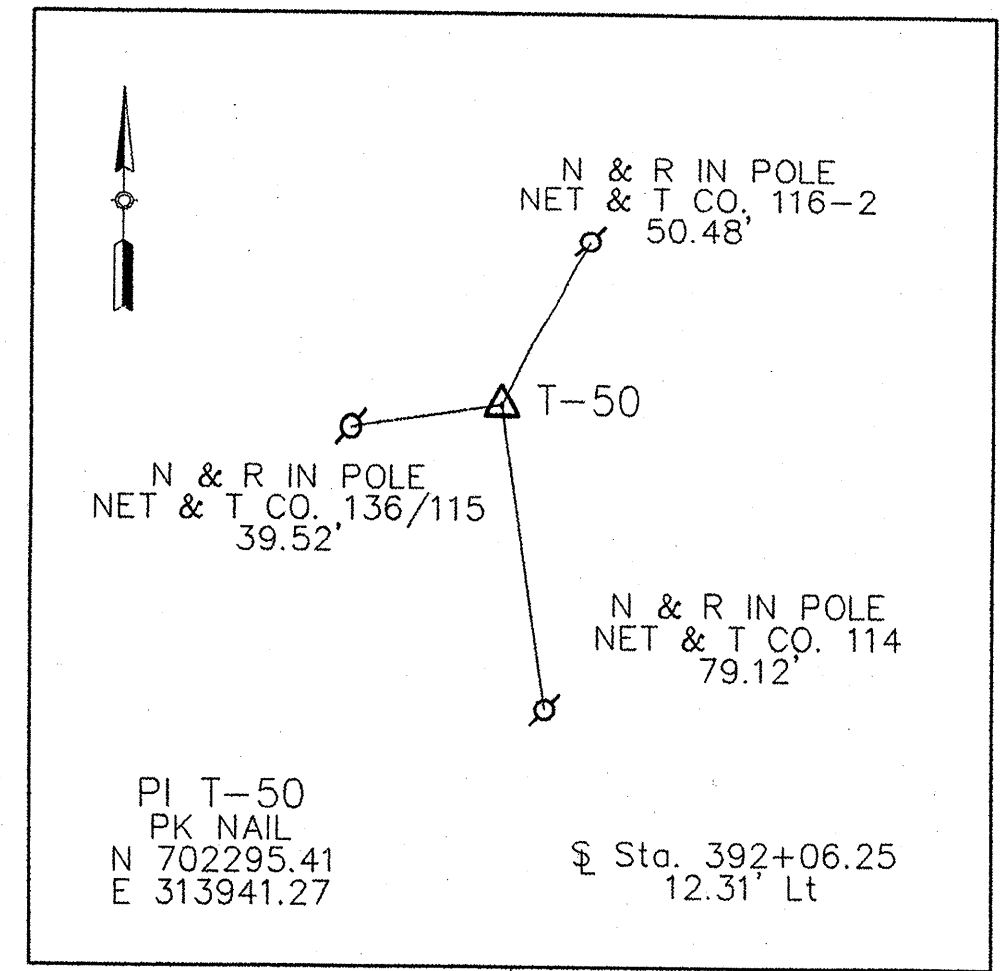 N & R IN POLE
NET & T CO. 116-2
50.48'
T-50
N & R IN POLE
NET & T CO. 136/115
39.52'
N & R IN POLE
NET & T CO. 114
79.12'
PI T-50
PK NAIL
N 702295.41
E 313941.27
℄ Sta. 392+06.25
12.31' Lt